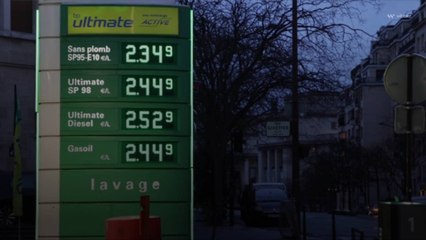 ultimate
ACTIVE
Sans plomb
SP95-E10 €/L 2.349
Ultimate
SP 98 €/L 2.449
Ultimate
Diesel €/L 2.529
Gasoil €/L 2.449
lavage